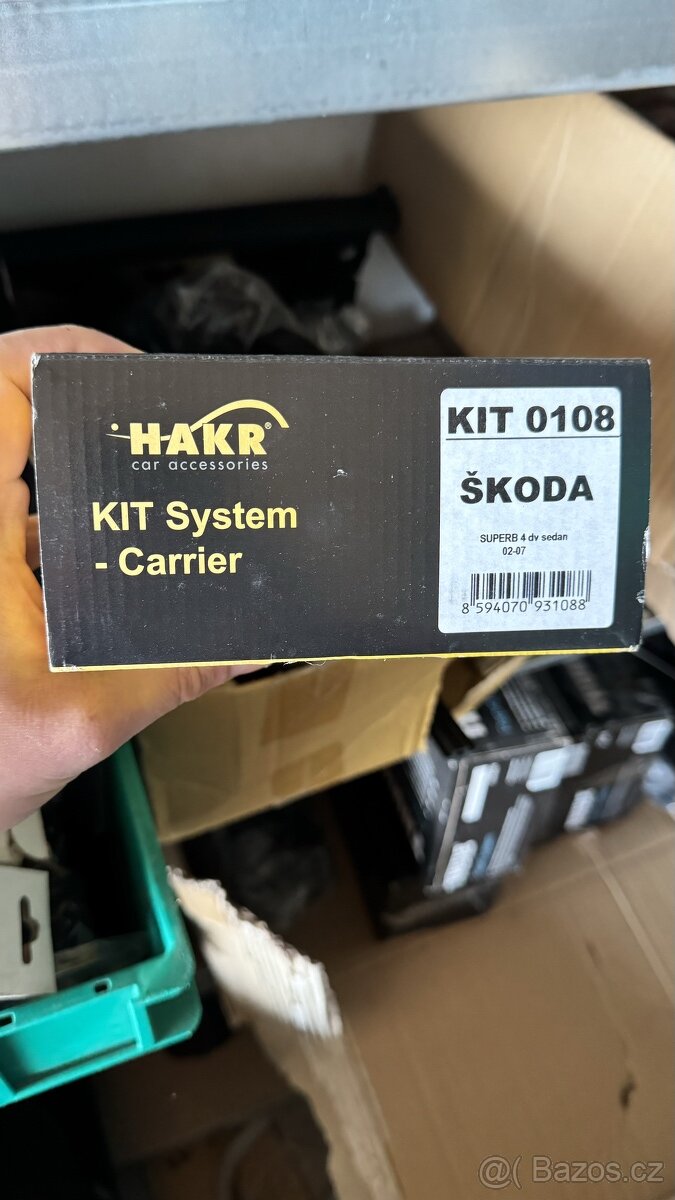 HAKR®
car accessories
KIT System
- Carrier
KIT 0108
ŠKODA
SUPERB 4 dv sedan
02-07
8 594070 931088
@( Bazos.cz